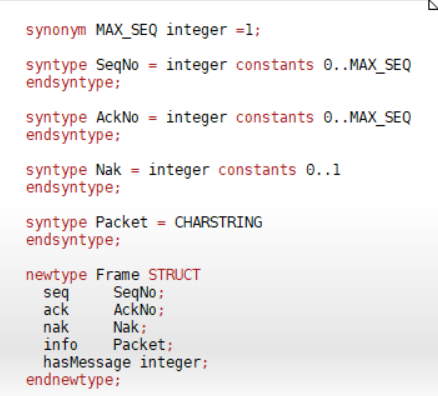 synonym MAX_SEQ integer =1;
syntype SeqNo = integer constants 0..MAX_SEQ
endsyntype;
syntype AckNo = integer constants 0..MAX_SEQ
endsyntype;
syntype Nak = integer constants 0..1
endsyntype;
syntype Packet = CHARSTRING
endsyntype;
newtype Frame STRUCT
seq SeqNo;
ack AckNo;
nak Nak;
info Packet;
hasMessage integer;
endnewtype;